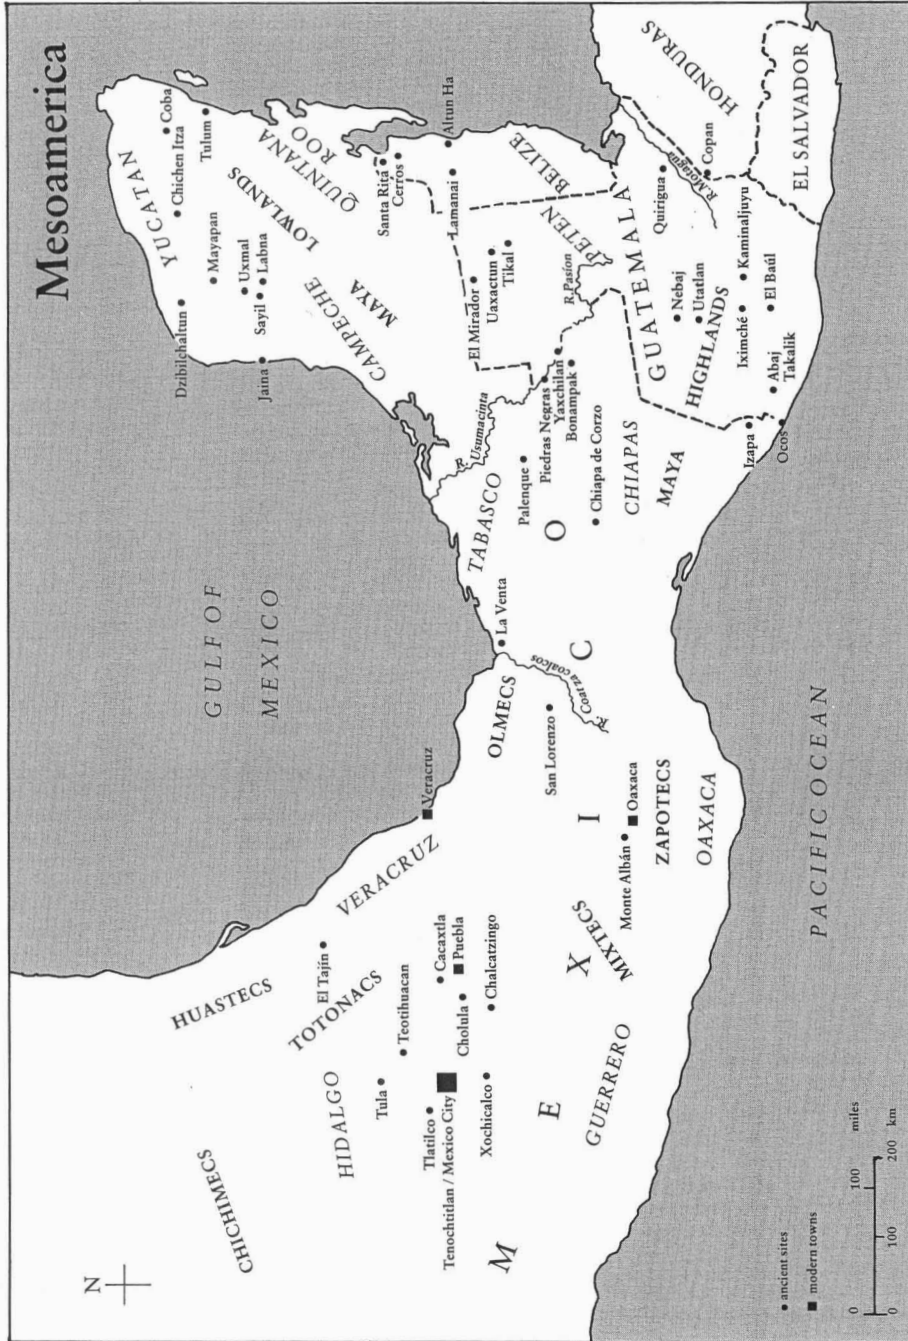 Mesoamerica
N
CHICHIMECS
HUASTECS
HIDALGO
TOTONACS
El Tajín
VERACRUZ
Veracruz
Tula
Teotihuacan
Tlatilco
Tenochtitlan / Mexico City
Cacaxtla
Puebla
Cholula
Xochicalco
Chalcatzingo
GULF OF
MEXICO
MEXICO
GUERRERO
MIXTECS
Monte Albán
Oaxaca
ZAPOTECS
OAXACA
OLMECS
San Lorenzo
R. Coatzacoalcos
La Venta
TABASCO
R. Usumacinta
Palenque
Piedras Negras
Yaxchilan
Bonampak
Chiapa de Corzo
CHIAPAS
MAYA
HIGHLANDS
YUCATAN
Dzibilchaltun
Chichen Itza
Coba
Tulum
Mayapan
Uxmal
Sayil
Labna
Jaina
CAMPECHE
MAYA
LOWLANDS
QUINTANA
ROO
Santa Rita
Cerros
Altun Ha
Lamanai
BELIZE
El Mirador
Uaxactun
Tikal
PETEN
R. Pasíon
GUATEMALA
Nebaj
Utatlan
Quirigua
R. Motagua
Copan
HONDURAS
EL SALVADOR
Iximché
Kaminaljuyu
El Baúl
Abaj
Takalik
Izapa
Ocos
PACIFIC OCEAN
ancient sites
modern towns
0 100 miles
0 100 200 km